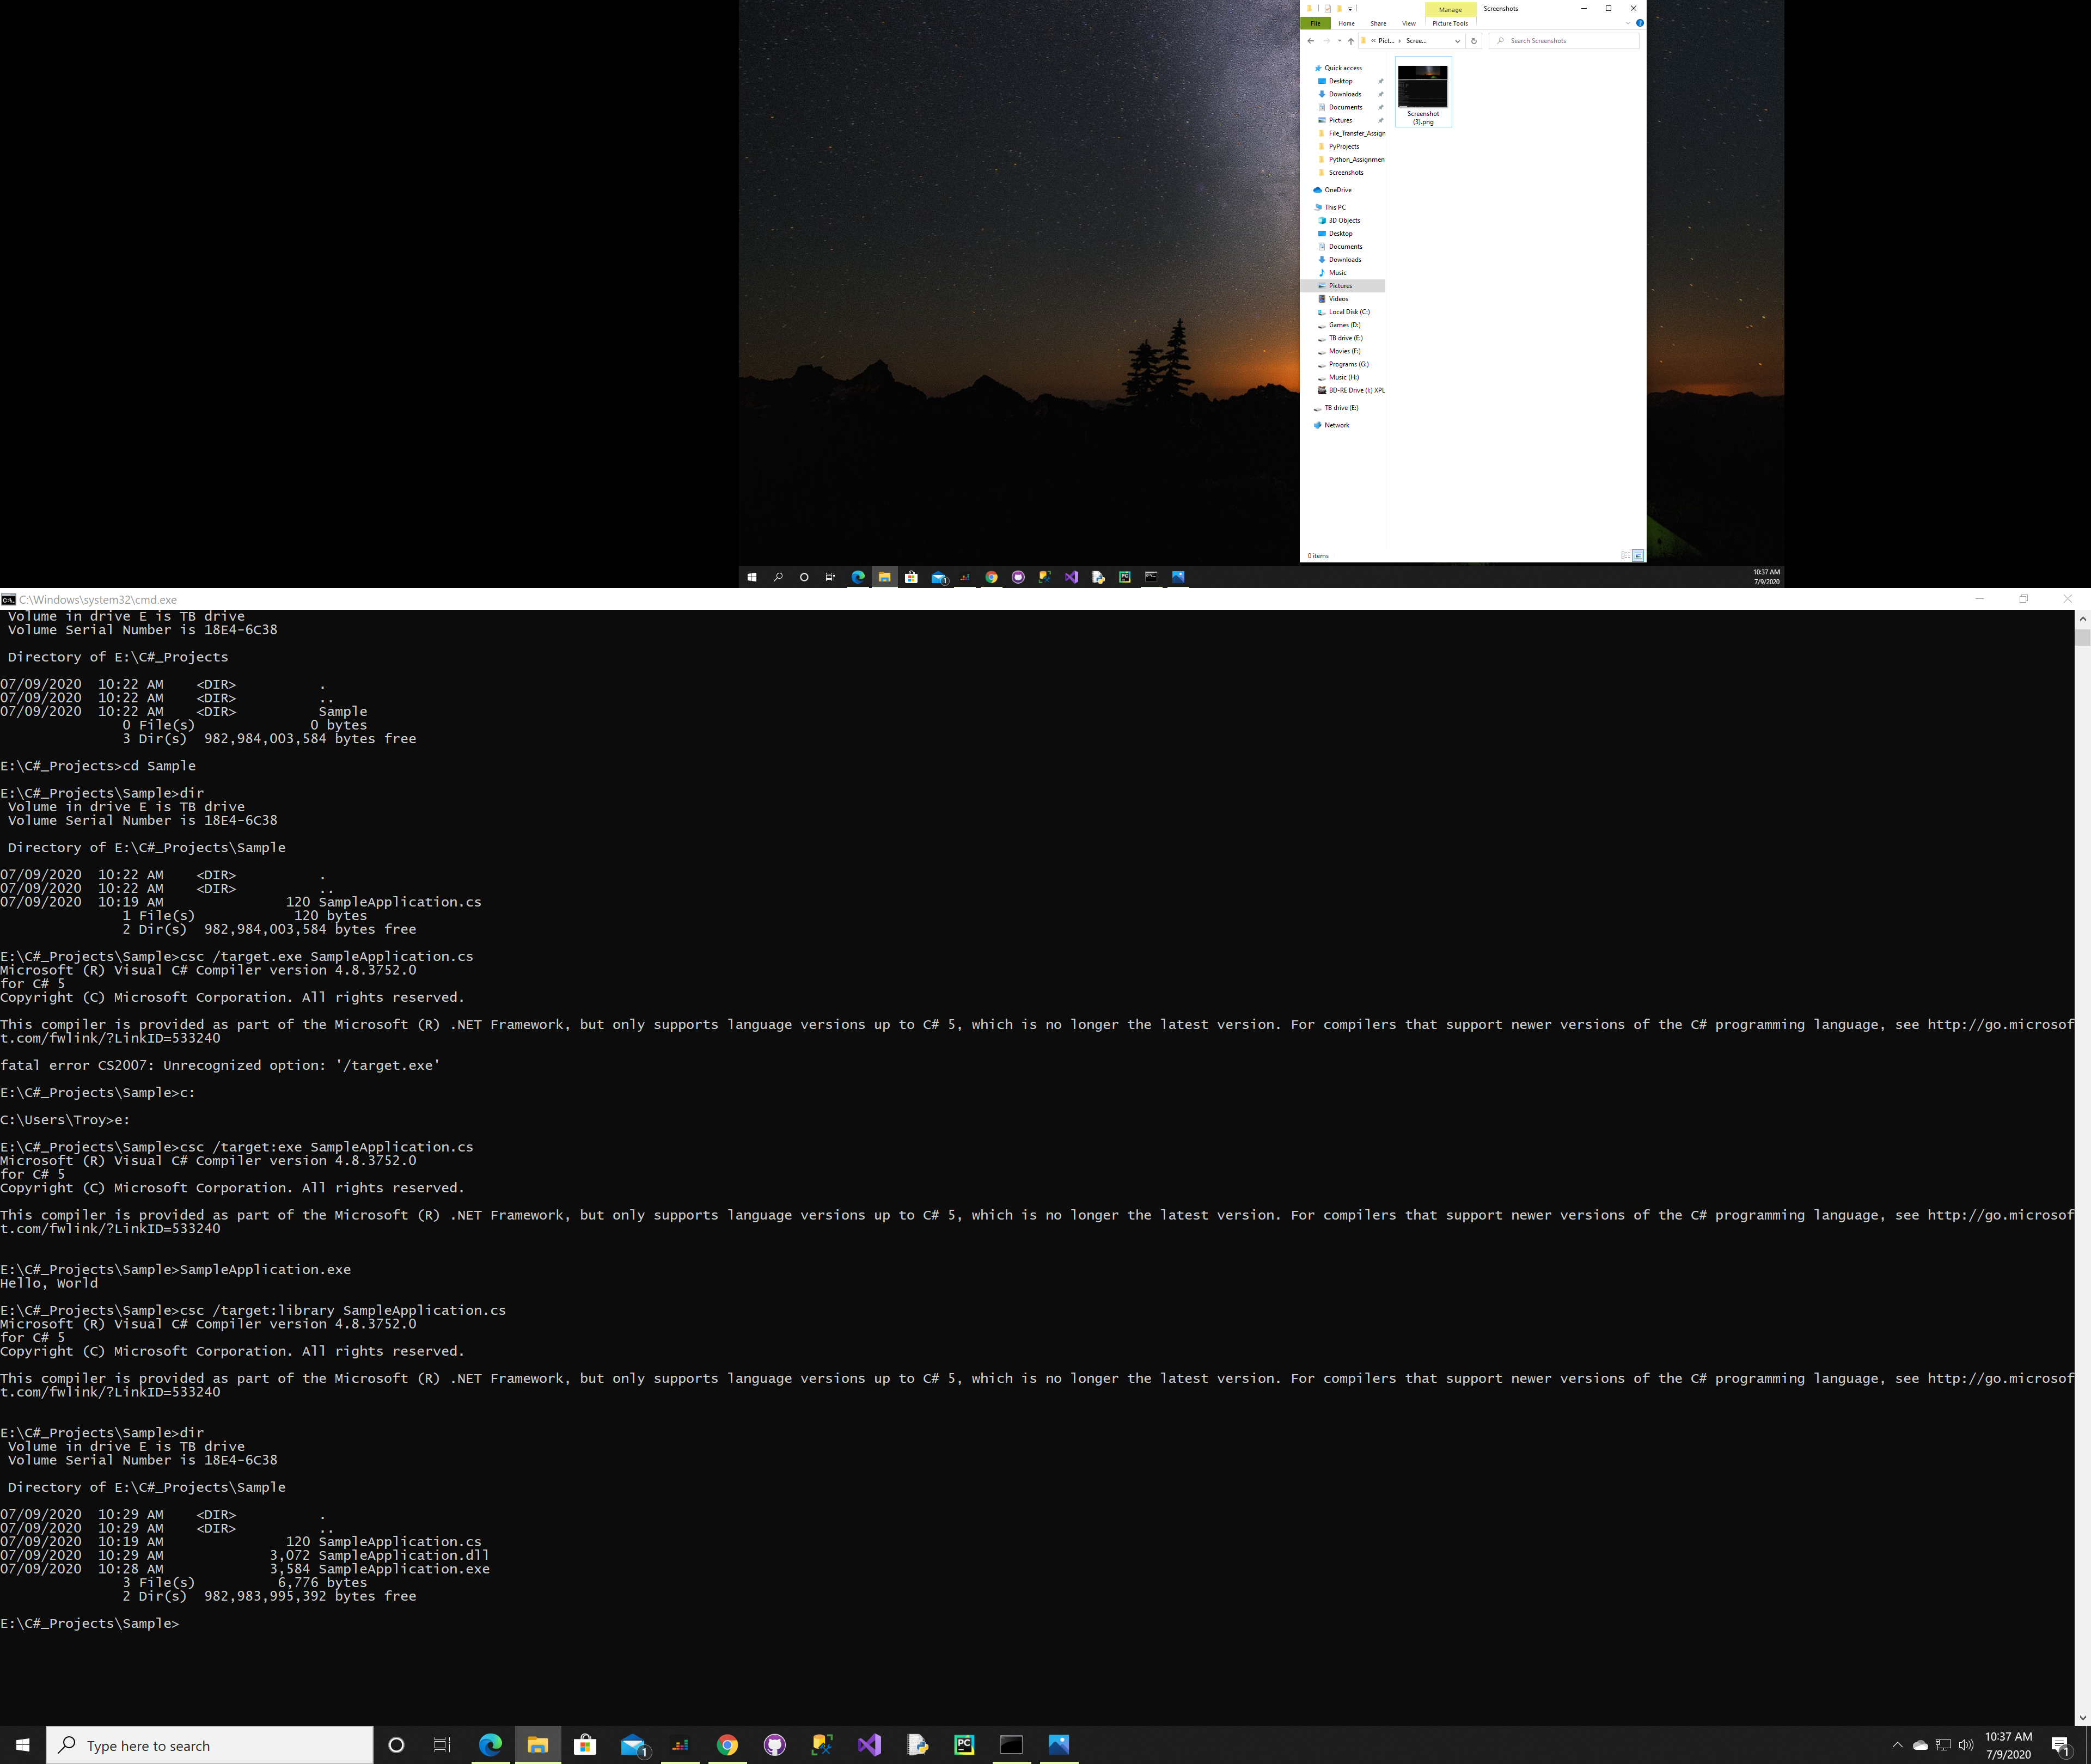 Manage
Screenshots
File
Home
Share
View
Picture Tools
« Pict... › Scree...
Search Screenshots
Quick access
Desktop
Downloads
Documents
Pictures
File_Transfer_Assign
PyProjects
Python_Assignmen
Screenshots
OneDrive
This PC
3D Objects
Desktop
Documents
Downloads
Music
Pictures
Videos
Local Disk (C:)
Games (D:)
TB drive (E:)
Movies (F:)
Programs (G:)
Music (H:)
BD-RE Drive (I:) XPL
TB drive (E:)
Network
Screenshot
(3).png
0 items
1
10:37 AM
7/9/2020
C:\Windows\system32\cmd.exe
Volume in drive E is TB drive
Volume Serial Number is 18E4-6C38
Directory of E:\C#_Projects
07/09/2020  10:22 AM    <DIR>          .
07/09/2020  10:22 AM    <DIR>          ..
07/09/2020  10:22 AM    <DIR>          Sample
0 File(s)              0 bytes
3 Dir(s)  982,984,003,584 bytes free
E:\C#_Projects>cd Sample
E:\C#_Projects\Sample>dir
Volume in drive E is TB drive
Volume Serial Number is 18E4-6C38
Directory of E:\C#_Projects\Sample
07/09/2020  10:22 AM    <DIR>          .
07/09/2020  10:22 AM    <DIR>          ..
07/09/2020  10:19 AM               120 SampleApplication.cs
1 File(s)            120 bytes
2 Dir(s)  982,984,003,584 bytes free
E:\C#_Projects\Sample>csc /target.exe SampleApplication.cs
Microsoft (R) Visual C# Compiler version 4.8.3752.0
for C# 5
Copyright (C) Microsoft Corporation. All rights reserved.
This compiler is provided as part of the Microsoft (R) .NET Framework, but only supports language versions up to C# 5, which is no longer the latest version. For compilers that support newer versions of the C# programming language, see http://go.microsof
t.com/fwlink/?LinkID=533240
fatal error CS2007: Unrecognized option: '/target.exe'
E:\C#_Projects\Sample>c:
C:\Users\Troy>e:
E:\C#_Projects\Sample>csc /target:exe SampleApplication.cs
Microsoft (R) Visual C# Compiler version 4.8.3752.0
for C# 5
Copyright (C) Microsoft Corporation. All rights reserved.
This compiler is provided as part of the Microsoft (R) .NET Framework, but only supports language versions up to C# 5, which is no longer the latest version. For compilers that support newer versions of the C# programming language, see http://go.microsof
t.com/fwlink/?LinkID=533240
E:\C#_Projects\Sample>SampleApplication.exe
Hello, World
E:\C#_Projects\Sample>csc /target:library SampleApplication.cs
Microsoft (R) Visual C# Compiler version 4.8.3752.0
for C# 5
Copyright (C) Microsoft Corporation. All rights reserved.
This compiler is provided as part of the Microsoft (R) .NET Framework, but only supports language versions up to C# 5, which is no longer the latest version. For compilers that support newer versions of the C# programming language, see http://go.microsof
t.com/fwlink/?LinkID=533240
E:\C#_Projects\Sample>dir
Volume in drive E is TB drive
Volume Serial Number is 18E4-6C38
Directory of E:\C#_Projects\Sample
07/09/2020  10:29 AM    <DIR>          .
07/09/2020  10:29 AM    <DIR>          ..
07/09/2020  10:19 AM               120 SampleApplication.cs
07/09/2020  10:29 AM             3,072 SampleApplication.dll
07/09/2020  10:28 AM             3,584 SampleApplication.exe
3 File(s)          6,776 bytes
2 Dir(s)  982,983,995,392 bytes free
E:\C#_Projects\Sample>
Type here to search
1
PC
10:37 AM
7/9/2020
1